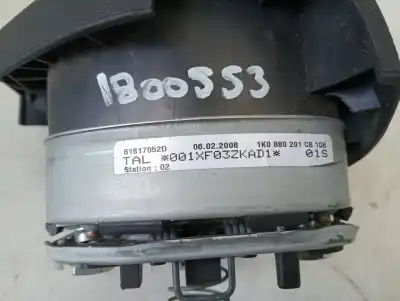 1800553
61817052D 06.02.2008 1K0 880 201 CB 1QB
TAL *001XF03ZKAD1* 01S
Station : 02